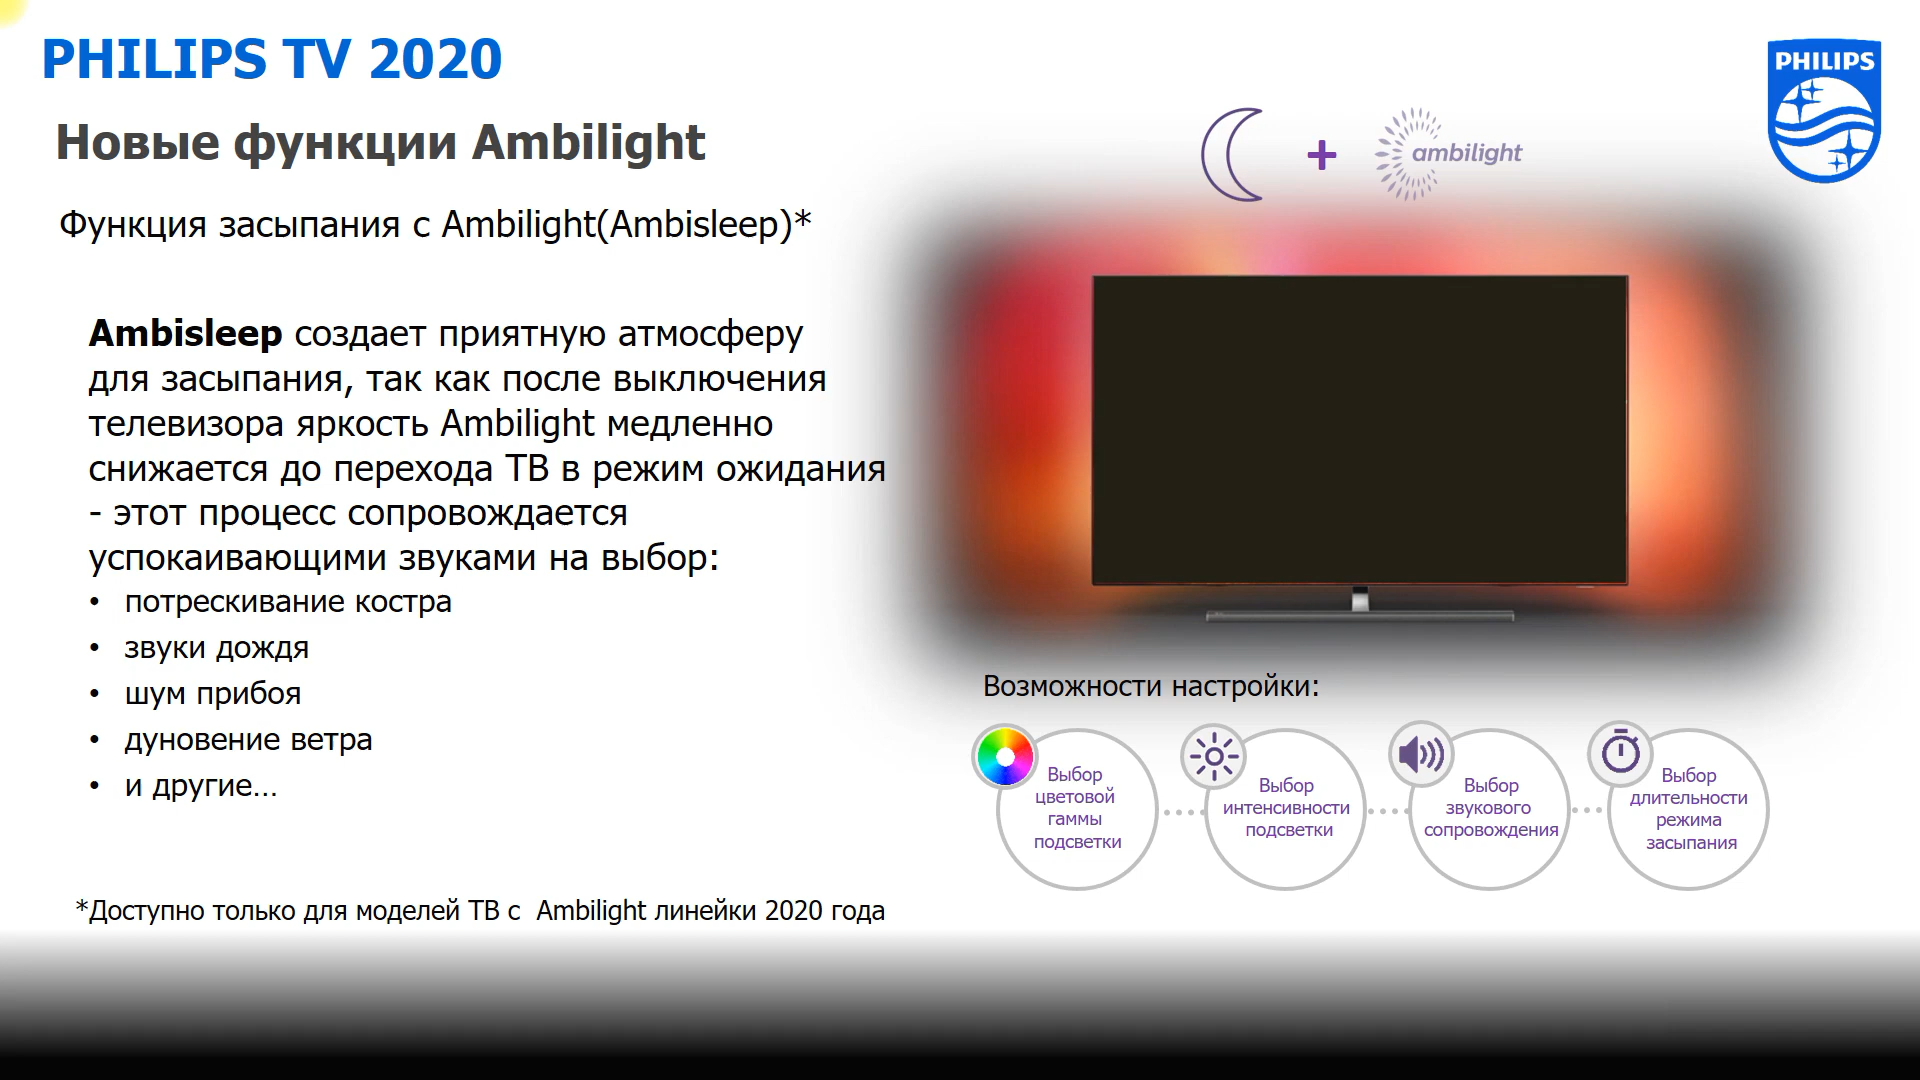 PHILIPS TV 2020
PHILIPS
Новые функции Ambilight
+ ambilight
Функция засыпания с Ambilight(Ambisleep)*
Ambisleep создает приятную атмосферу
для засыпания, так как после выключения
телевизора яркость Ambilight медленно
снижается до перехода ТВ в режим ожидания
- этот процесс сопровождается
успокаивающими звуками на выбор:
• потрескивание костра
• звуки дождя
• шум прибоя
• дуновение ветра
• и другие...
*Доступно только для моделей ТВ с  Ambilight линейки 2020 года
Возможности настройки:
Выбор
цветовой
гаммы
подсветки
Выбор
интенсивности
подсветки
Выбор
звукового
сопровождения
Выбор
длительности
режима
засыпания